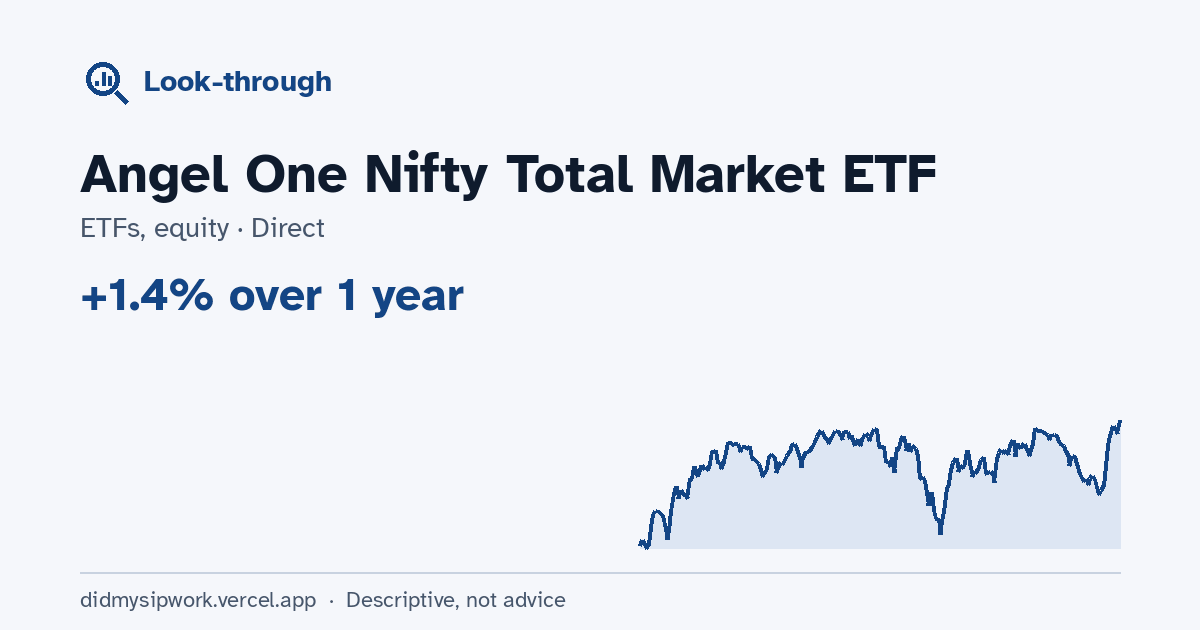 Look-through
Angel One Nifty Total Market ETF
ETFs, equity · Direct
+1.4% over 1 year
didmysipwork.vercel.app · Descriptive, not advice